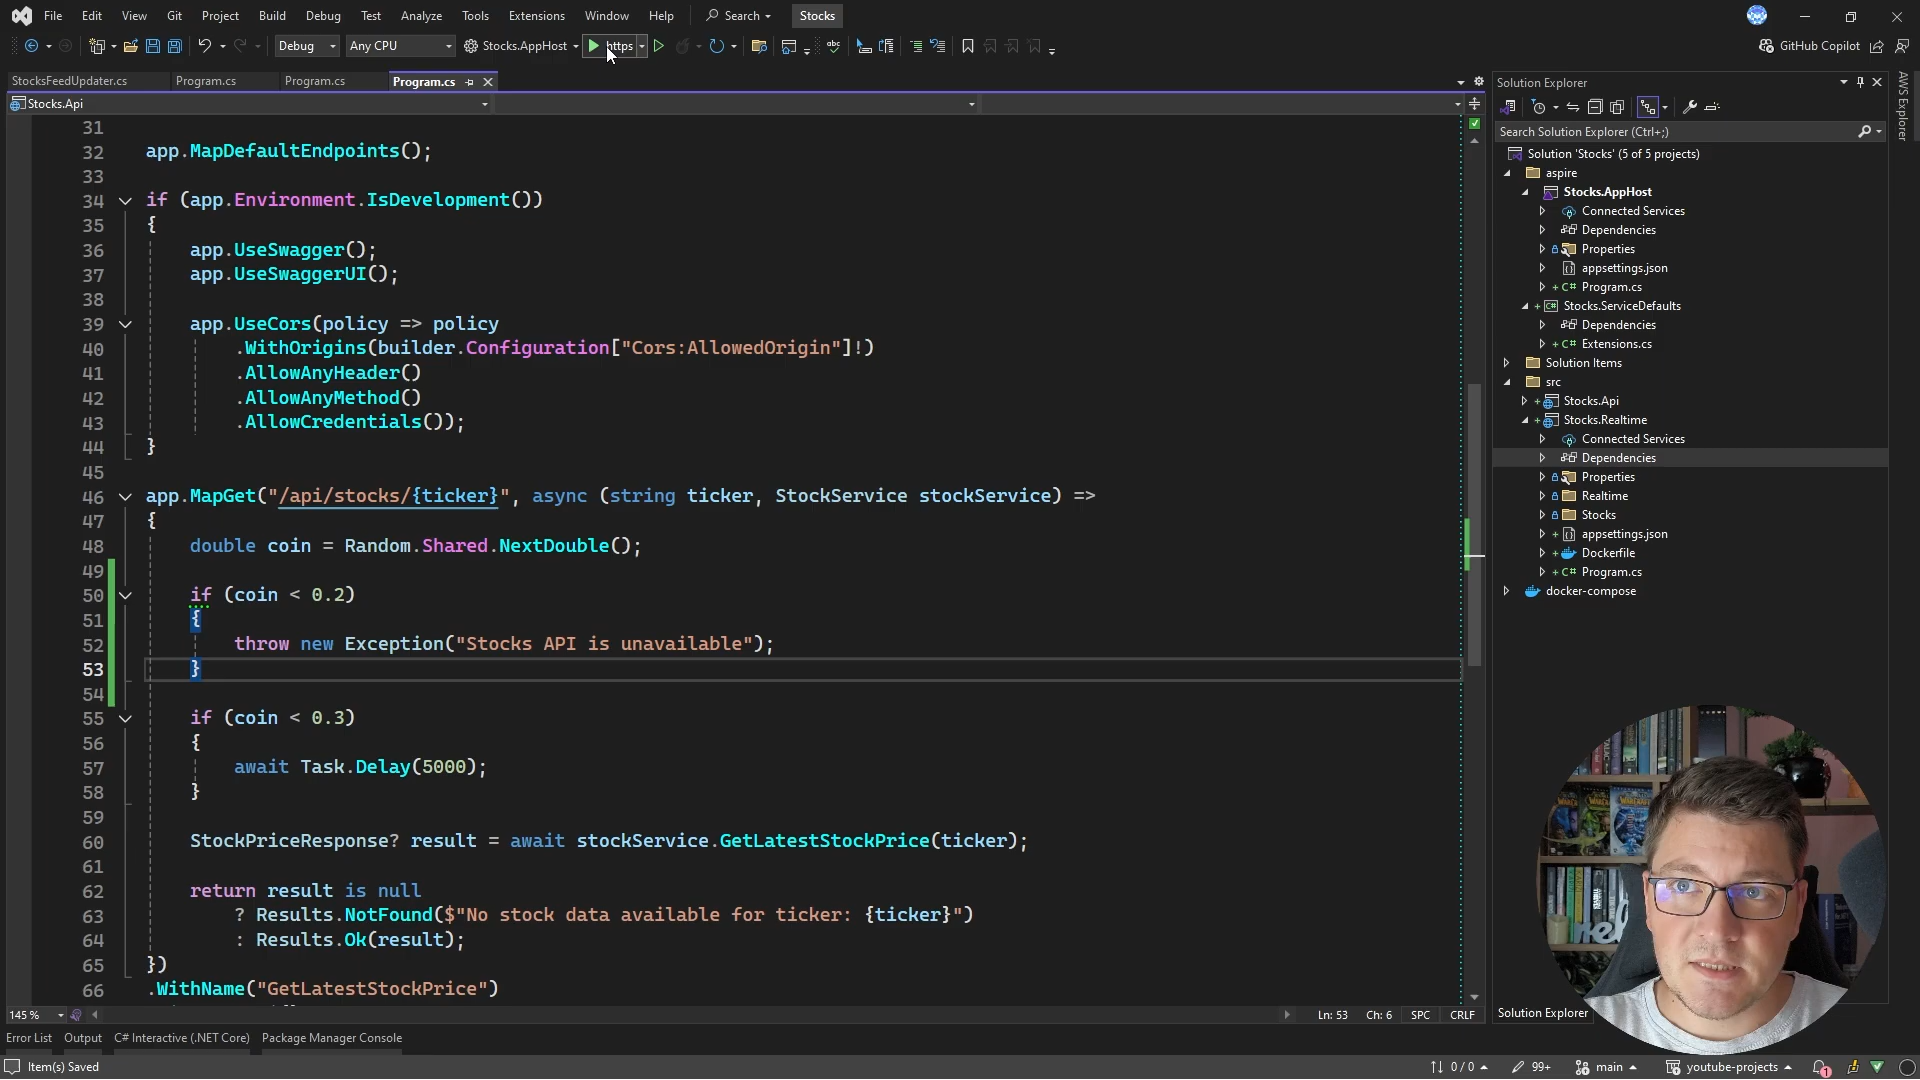 File Edit View Git Project Build Debug Test Analyze Tools Extensions Window Help Search Stocks
Debug Any CPU Stocks.AppHost https GitHub Copilot
StocksFeedUpdater.cs Program.cs Program.cs Program.cs
Stocks.Api
31
32 app.MapDefaultEndpoints();
33
34 if (app.Environment.IsDevelopment())
35 {
36 app.UseSwagger();
37 app.UseSwaggerUI();
38
39 app.UseCors(policy => policy
40 .WithOrigins(builder.Configuration["Cors:AllowedOrigin"]!)
41 .AllowAnyHeader()
42 .AllowAnyMethod()
43 .AllowCredentials());
44 }
45
46 app.MapGet("/api/stocks/{ticker}", async (string ticker, StockService stockService) =>
47 {
48 double coin = Random.Shared.NextDouble();
49
50 if (coin < 0.2)
51 {
52 throw new Exception("Stocks API is unavailable");
53 }
54
55 if (coin < 0.3)
56 {
57 await Task.Delay(5000);
58 }
59
60 StockPriceResponse? result = await stockService.GetLatestStockPrice(ticker);
61
62 return result is null
63 ? Results.NotFound($"No stock data available for ticker: {ticker}")
64 : Results.Ok(result);
65 })
66 .WithName("GetLatestStockPrice")
145 % Ln: 53 Ch: 6 SPC CRLF
Error List Output C# Interactive (.NET Core) Package Manager Console
Item(s) Saved 0 / 0 99+ main youtube-projects 1
Solution Explorer
Search Solution Explorer (Ctrl+;)
Solution 'Stocks' (5 of 5 projects)
aspire
Stocks.AppHost
Connected Services
Dependencies
Properties
appsettings.json
C# Program.cs
Stocks.ServiceDefaults
Dependencies
C# Extensions.cs
Solution Items
src
Stocks.Api
Stocks.Realtime
Connected Services
Dependencies
Properties
Realtime
Stocks
appsettings.json
Dockerfile
C# Program.cs
docker-compose
Solution Explorer
AWS Explorer